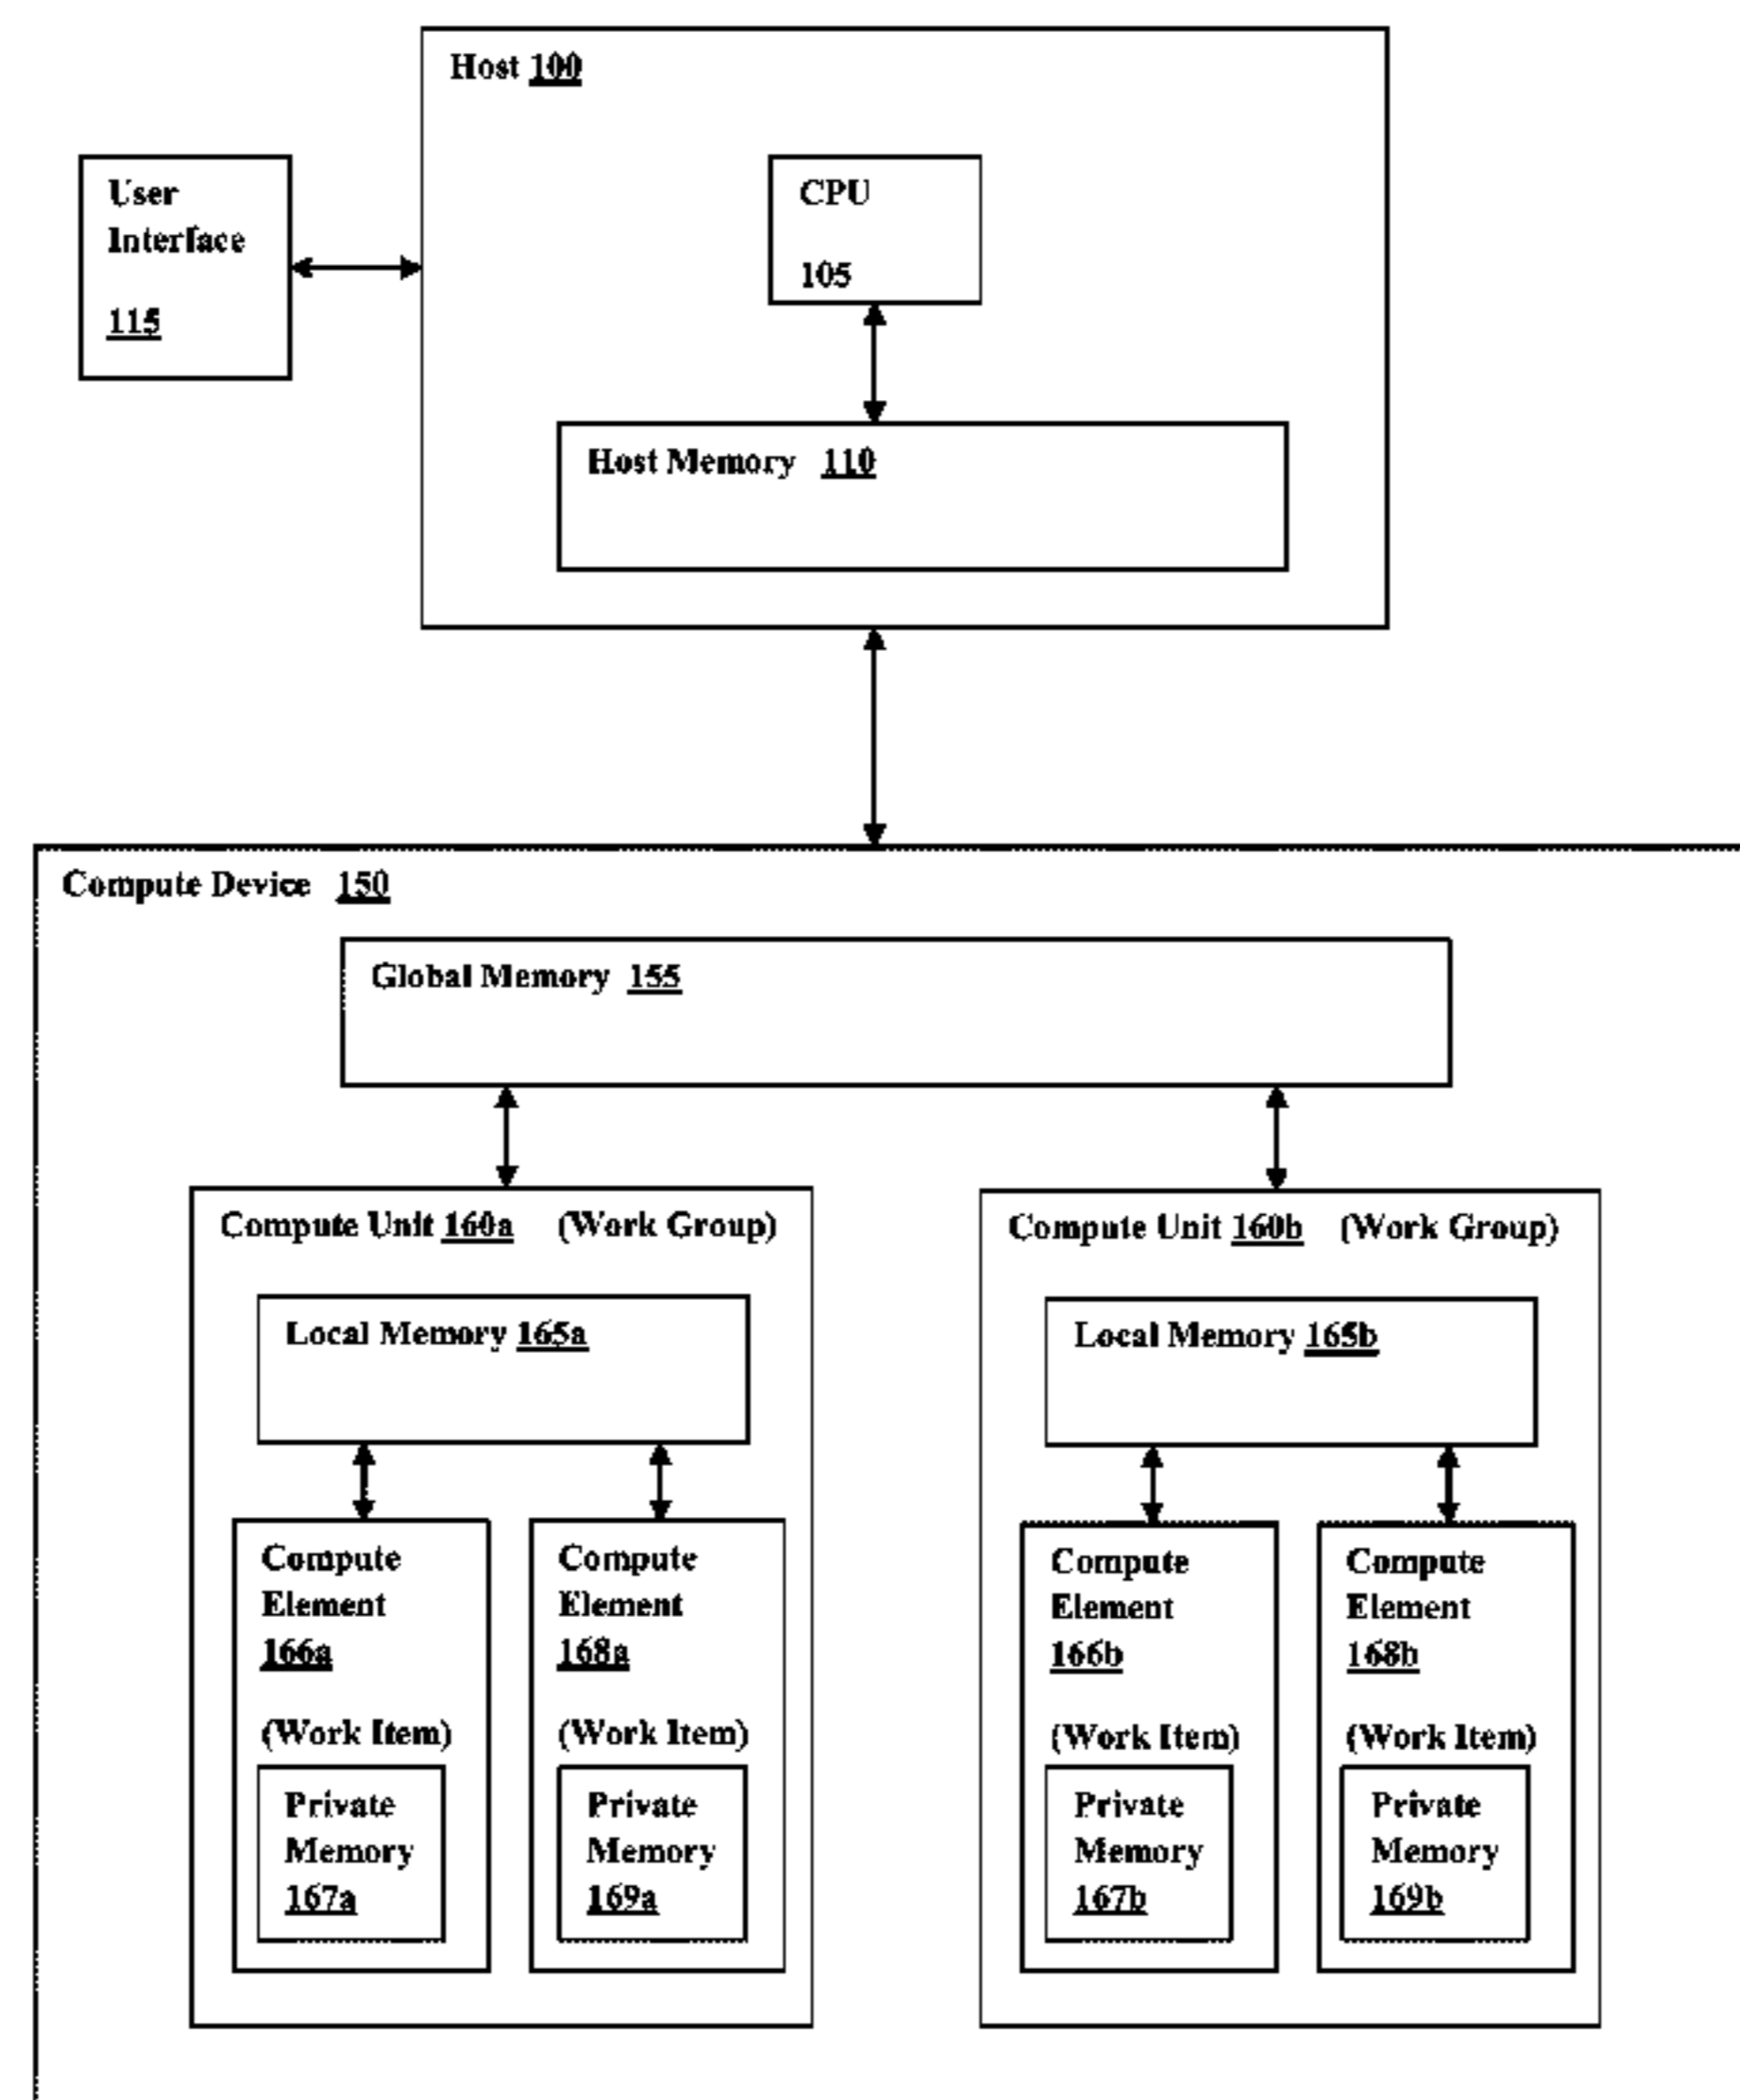 Host 100
User
Interface
115
CPU
105
Host Memory 110
Compute Device 150
Global Memory 155
Compute Unit 160a (Work Group)
Local Memory 165a
Compute
Element
166a
(Work Item)
Private
Memory
167a
Compute
Element
168a
(Work Item)
Private
Memory
169a
Compute Unit 160b (Work Group)
Local Memory 165b
Compute
Element
166b
(Work Item)
Private
Memory
167b
Compute
Element
168b
(Work Item)
Private
Memory
169b